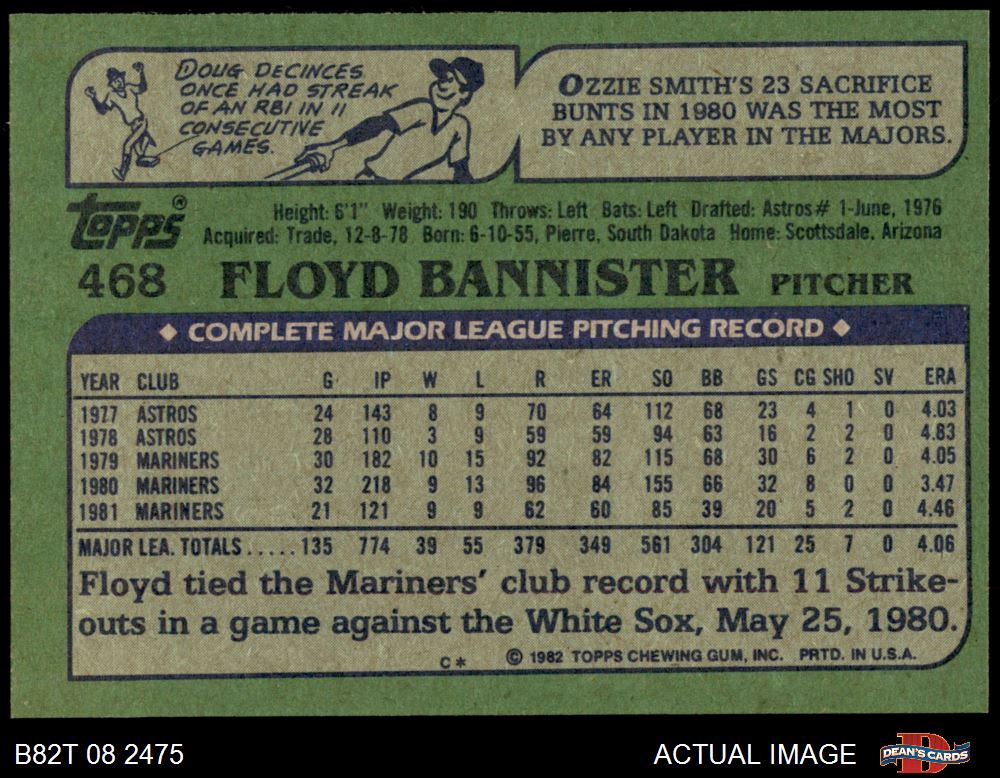 DOUG DECINCES
ONCE HAD STREAK
OF AN RBI IN 11
CONSECUTIVE
GAMES.
OZZIE SMITH'S 23 SACRIFICE
BUNTS IN 1980 WAS THE MOST
BY ANY PLAYER IN THE MAJORS.
topps®
Height: 6'1" Weight: 190 Throws: Left Bats: Left Drafted: Astros# 1-June, 1976
Acquired: Trade, 12-8-78 Born: 6-10-55, Pierre, South Dakota Home: Scottsdale, Arizona
468 FLOYD BANNISTER PITCHER
◆ COMPLETE MAJOR LEAGUE PITCHING RECORD ◆
YEAR CLUB G IP W L R ER SO BB GS CG SHO SV ERA
1977 ASTROS 24 143 8 9 70 64 112 68 23 4 1 0 4.03
1978 ASTROS 28 110 3 9 59 59 94 63 16 2 2 0 4.83
1979 MARINERS 30 182 10 15 92 82 115 68 30 6 2 0 4.05
1980 MARINERS 32 218 9 13 96 84 155 66 32 8 0 0 3.47
1981 MARINERS 21 121 9 9 62 60 85 39 20 5 2 0 4.46
MAJOR LEA. TOTALS..... 135 774 39 55 379 349 561 304 121 25 7 0 4.06
Floyd tied the Mariners' club record with 11 Strike-
outs in a game against the White Sox, May 25, 1980.
C* © 1982 TOPPS CHEWING GUM, INC. PRTD. IN U.S.A.
B82T 08 2475 ACTUAL IMAGE D DEAN'S CARDS